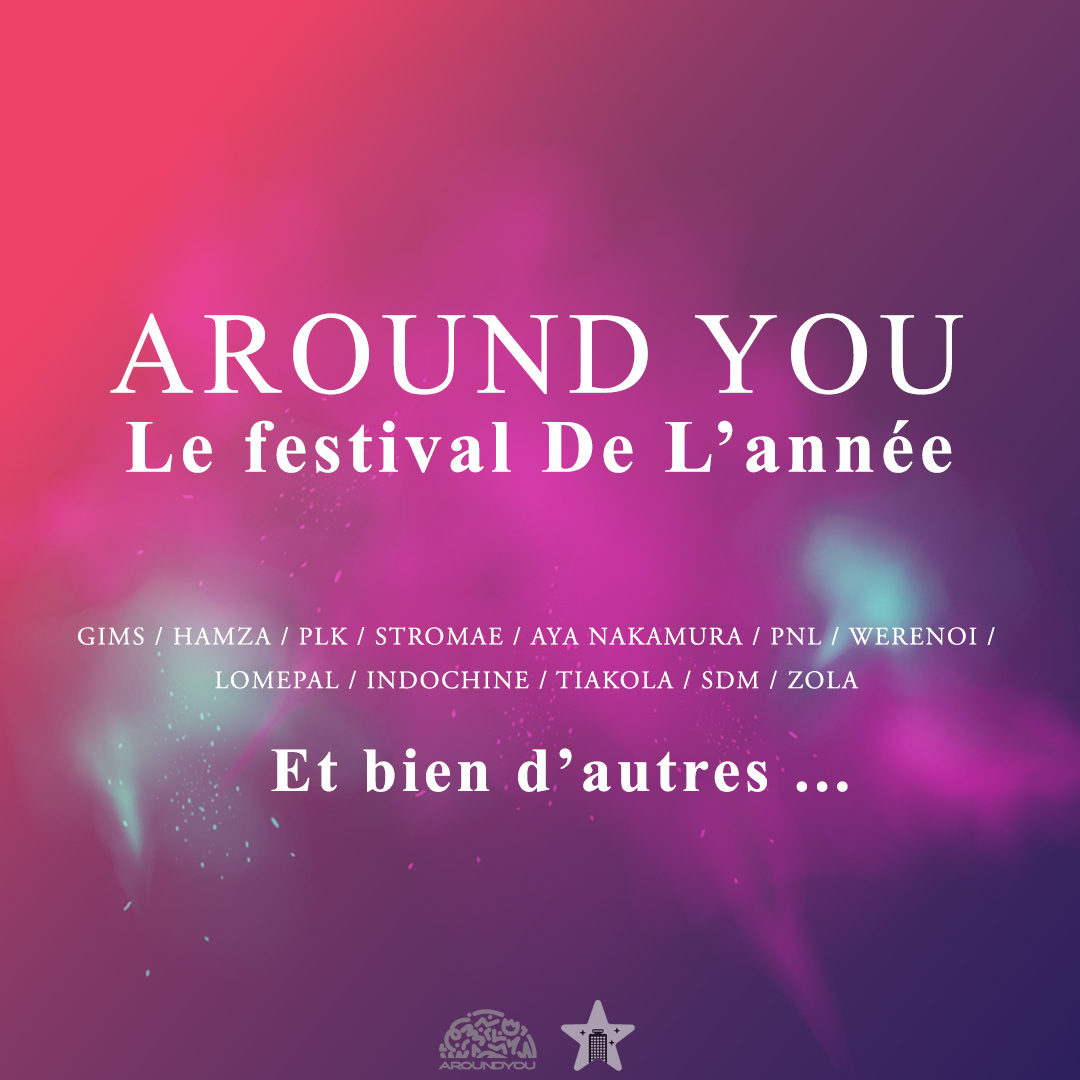 AROUND YOU
Le festival De L’année
GIMS / HAMZA / PLK / STROMAE / AYA NAKAMURA / PNL / WERENOI /
LOMEPAL / INDOCHINE / TIAKOLA / SDM / ZOLA
Et bien d’autres ...
AROUNDYOU